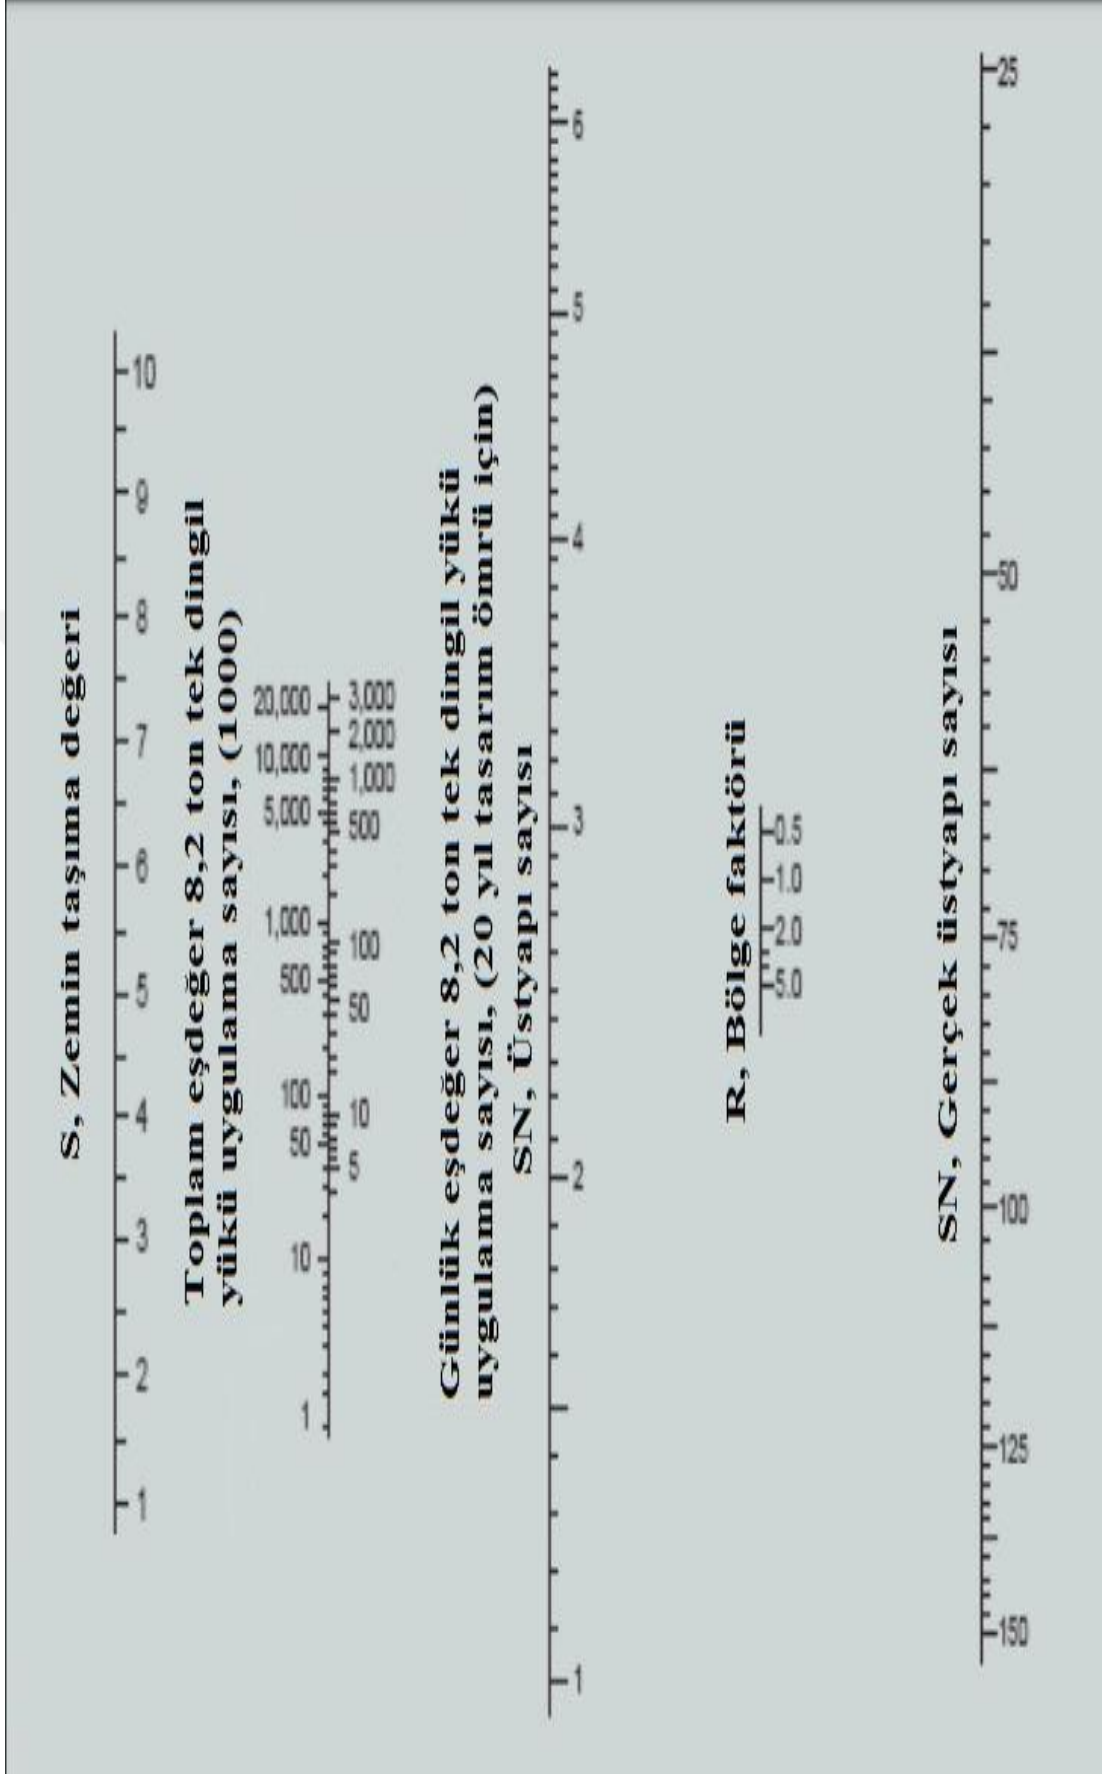 S, Zemin taşıma değeri
1 2 3 4 5 6 7 8 9 10
Toplam eşdeğer 8,2 ton tek dingil
yükü uygulama sayısı, (1000)
1 10 50 100 500 1,000 5,000 10,000 20,000
5 10 50 100 500 1,000 2,000 3,000
Günlük eşdeğer 8,2 ton tek dingil yükü
uygulama sayısı, (20 yıl tasarım ömrü için)
SN, Üstyapı sayısı
1 2 3 4 5 6
R, Bölge faktörü
5.0 2.0 1.0 0.5
SN, Gerçek üstyapı sayısı
150 125 100 75 50 25